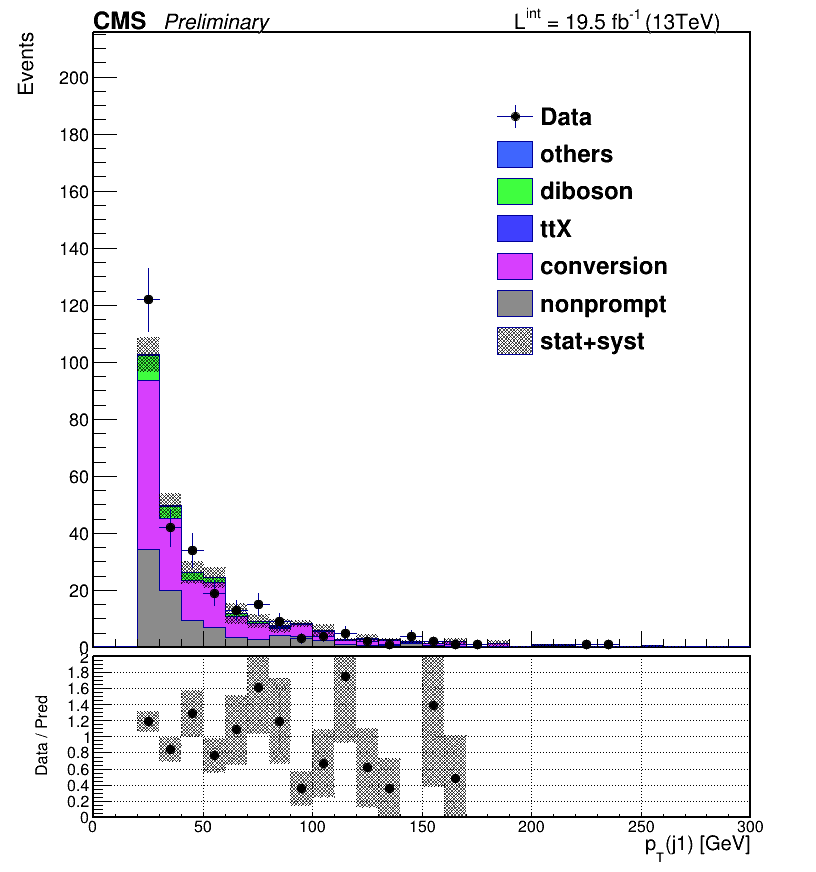 CMS Preliminary L^int = 19.5 fb^-1 (13TeV)
Events
200
180
160
140
120
100
80
60
40
20
0
Data
others
diboson
ttX
conversion
nonprompt
stat+syst
Data / Pred
2
1.8
1.6
1.4
1.2
1
0.8
0.6
0.4
0.2
0
0 50 100 150 200 250 300
p_T(j1) [GeV]